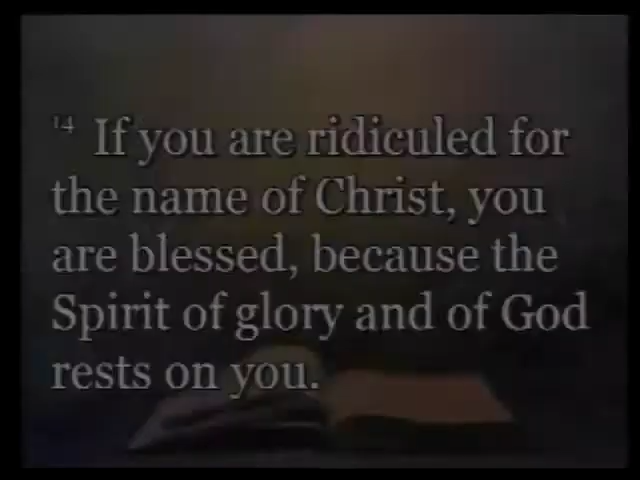 14 If you are ridiculed for
the name of Christ, you
are blessed, because the
Spirit of glory and of God
rests on you.